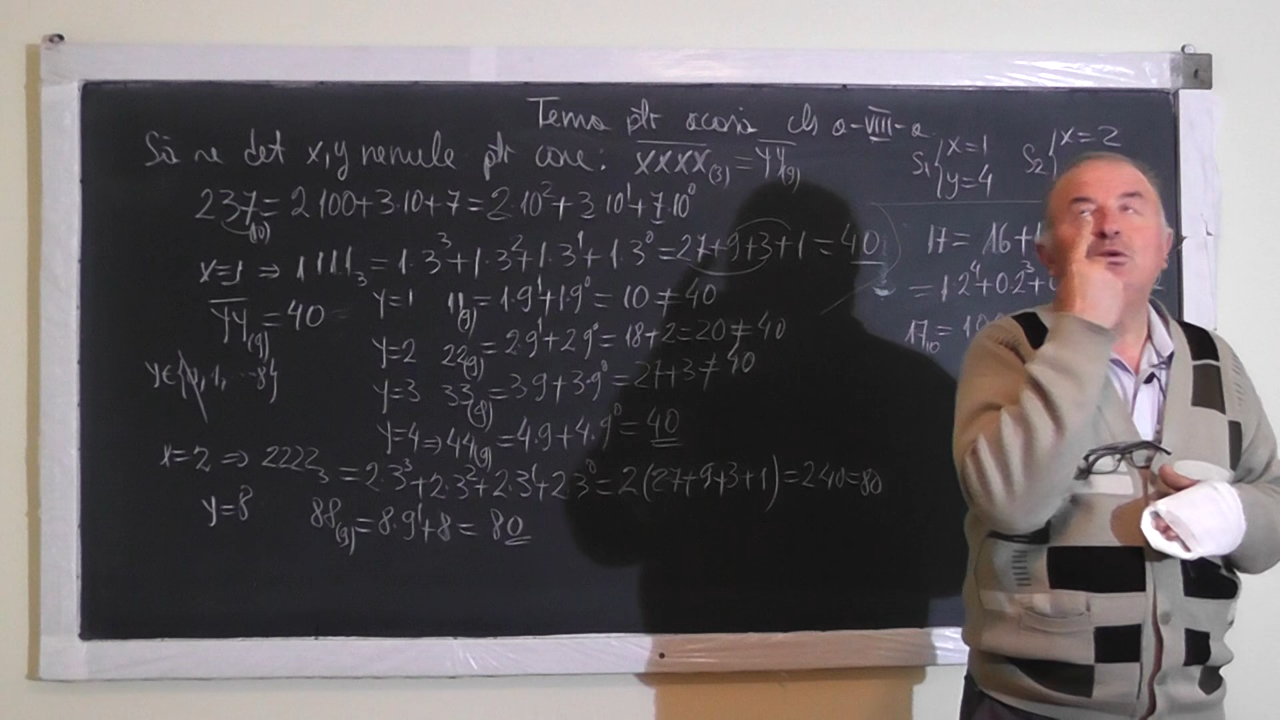 Tema ptr acasă cls a-VIII-a
Să se det x,y nenule ptr care: XXXX(3) = YY(9)
S1 { x=1 y=4 S2 { x=2
237(10) = 2·100+3·10+7 = 2·10²+3·10¹+7·10⁰
x=1 ⇒ 1111₃ = 1·3³+1·3²+1·3¹+1·3⁰ = 27+9+3+1 = 40
YY(9) = 40
y∈{0,1,...8}
Y=1 11(9) = 1·9¹+1·9⁰ = 10 ≠ 40
Y=2 22(9) = 2·9¹+2·9⁰ = 18+2 = 20 ≠ 40
Y=3 33(9) = 3·9+3·9⁰ = 27+3 ≠ 40
Y=4 ⇒ 44(9) = 4·9+4·9⁰ = 40
x=2 ⇒ 2222₃ = 2·3³+2·3²+2·3¹+2·3⁰ = 2(27+9+3+1) = 2·40 = 80
y=8 88(9) = 8·9¹+8 = 80
17 = 16+
= 1·2⁴+0·2³+
17₁₀ = 10